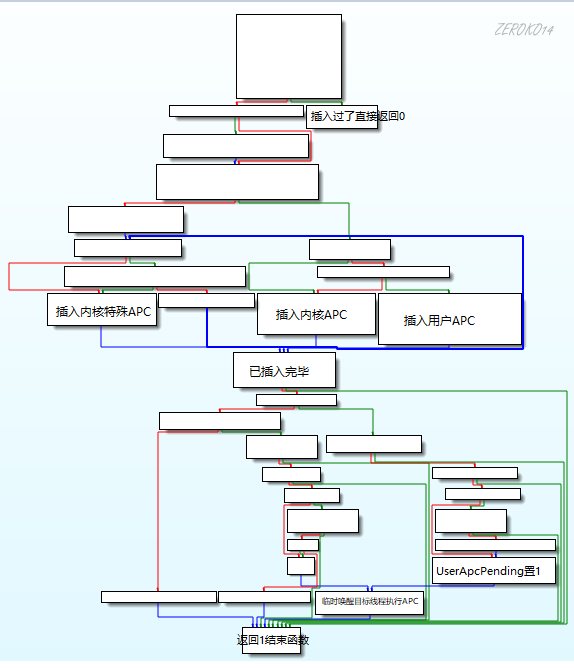 ZEROKO14
插入过了直接返回0
插入内核特殊APC
插入内核APC
插入用户APC
已插入完毕
UserApcPending置1
临时唤醒目标线程执行APC
返回1结束函数